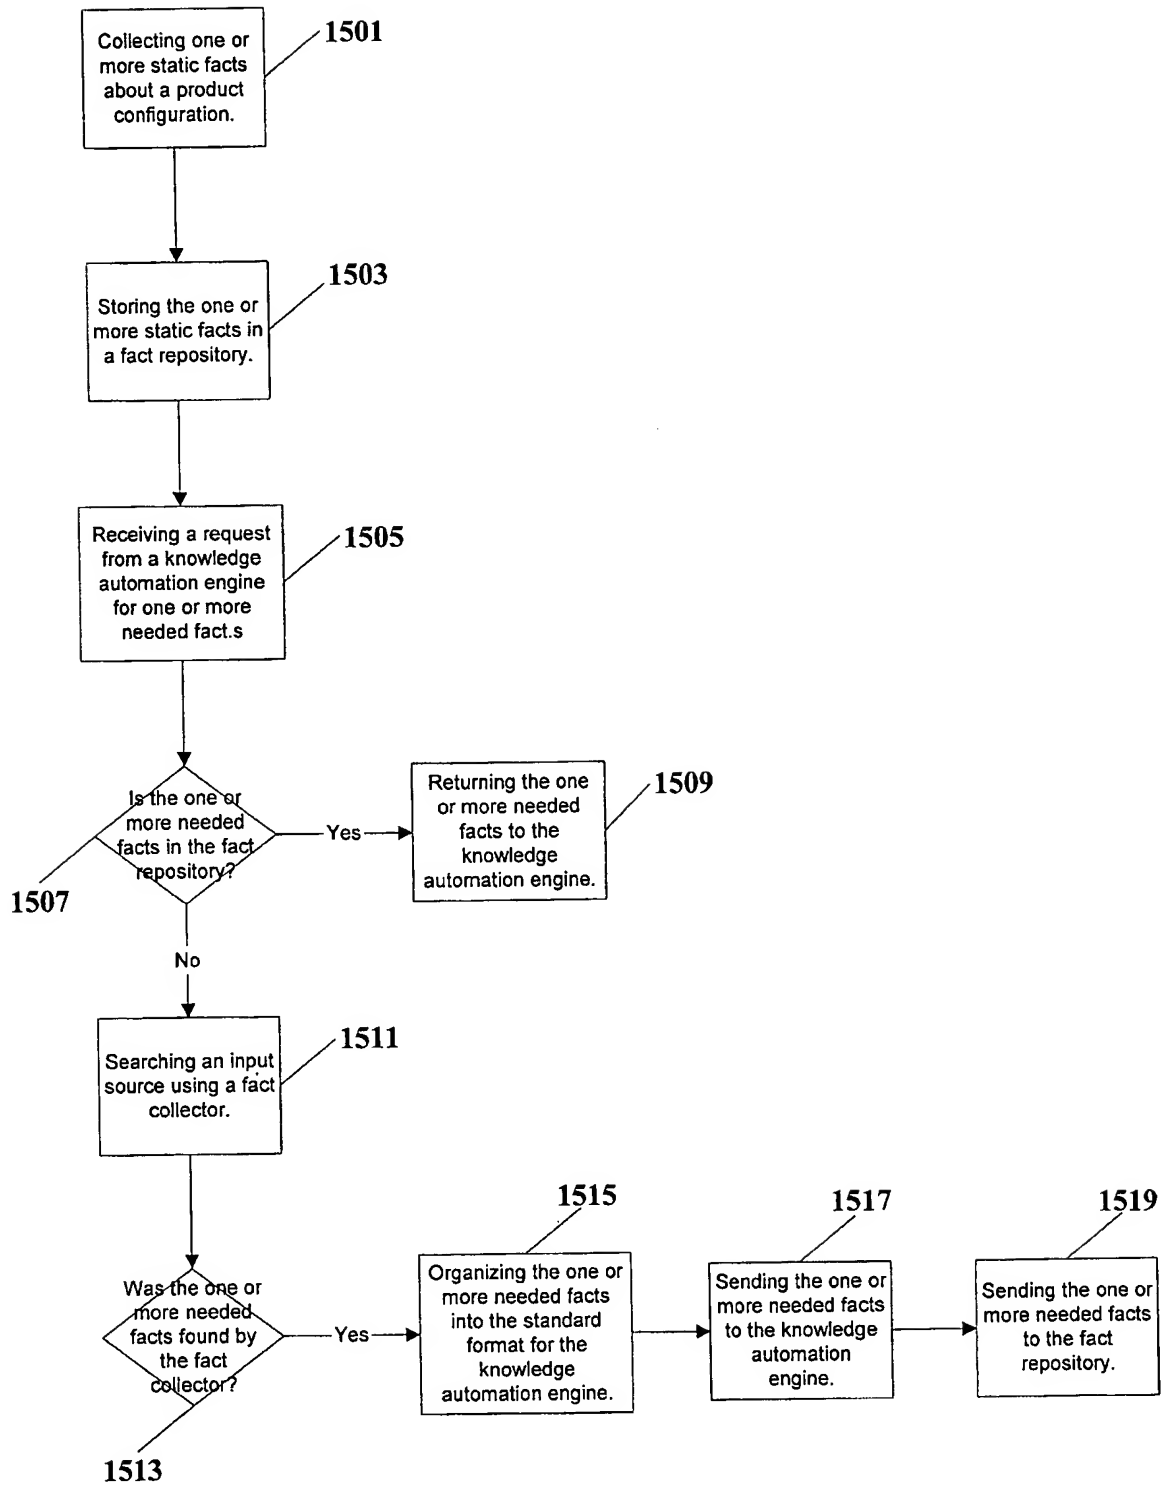 Collecting one or
more static facts
about a product
configuration.
1501
Storing the one or
more static facts in
a fact repository.
1503
Receiving a request
from a knowledge
automation engine
for one or more
needed fact.s
1505
Is the one or
more needed
facts in the fact
repository?
1507
Yes
Returning the one
or more needed
facts to the
knowledge
automation engine.
1509
No
Searching an input
source using a fact
collector.
1511
Was the one or
more needed
facts found by
the fact
collector?
1513
Yes
Organizing the one or
more needed facts
into the standard
format for the
knowledge
automation engine.
1515
Sending the one or
more needed facts
to the knowledge
automation
engine.
1517
Sending the one or
more needed facts
to the fact
repository.
1519